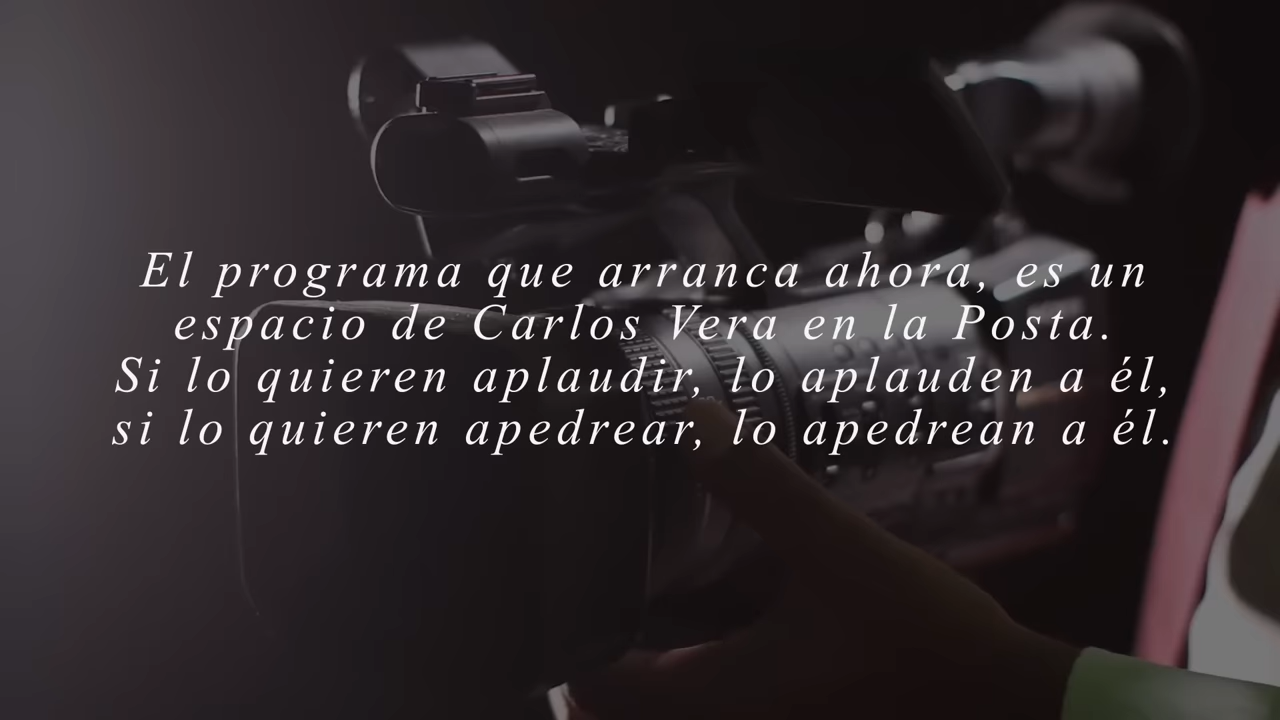 El programa que arranca ahora, es un
espacio de Carlos Vera en la Posta.
Si lo quieren aplaudir, lo aplauden a él,
si lo quieren apedrear, lo apedrean a él.